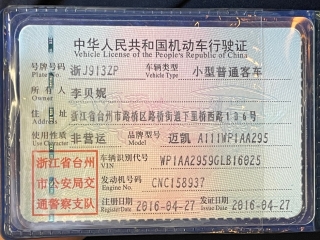 中华人民共和国机动车行驶证
Vehicle License of the People's Republic of China
号牌号码 浙J913ZP 车辆类型 小型普通客车
Plate No. Vehicle Type
所有人 李贝妮
Owner
住址 浙江省台州市路桥区路桥街道下里桥西路136号
Address
使用性质 非营运 品牌型号 迈凯 A111WP1AA295
Use Character Model
浙江省台州 车辆识别代号 WP1AA2959GLB16025
VIN
市公安局交 发动机号码 CNC158937
Engine No.
通警察支队 注册日期 2016-04-27 发证日期 2016-04-27
Register Date Issue Date